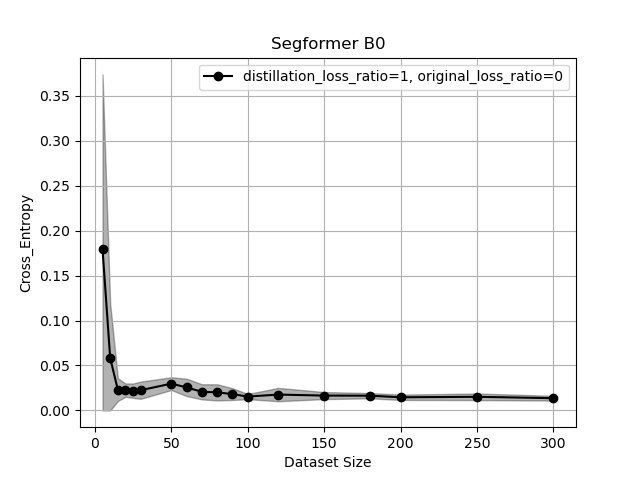 Segformer B0
distillation_loss_ratio=1, original_loss_ratio=0
Cross_Entropy
0.35
0.30
0.25
0.20
0.15
0.10
0.05
0.00
0 50 100 150 200 250 300
Dataset Size